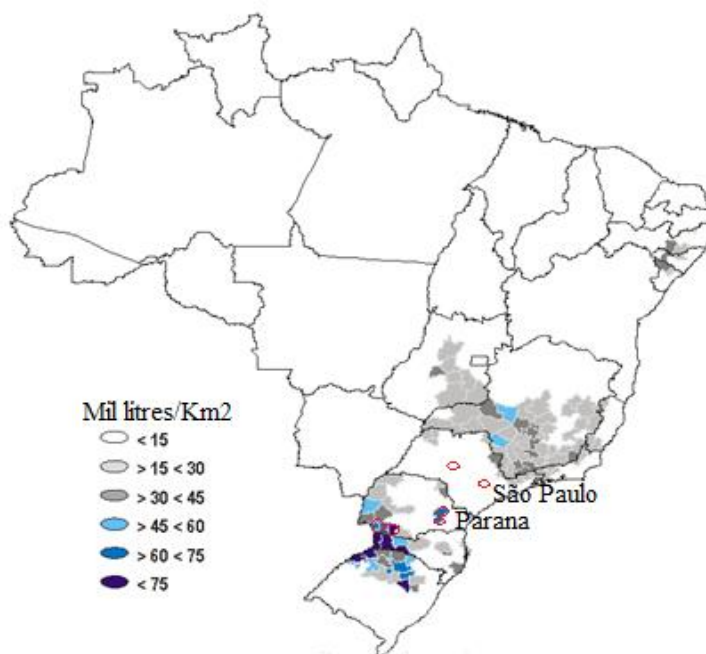 Mil litres/Km2
< 15
> 15 < 30
> 30 < 45
> 45 < 60
> 60 < 75
< 75
São Paulo
Parana